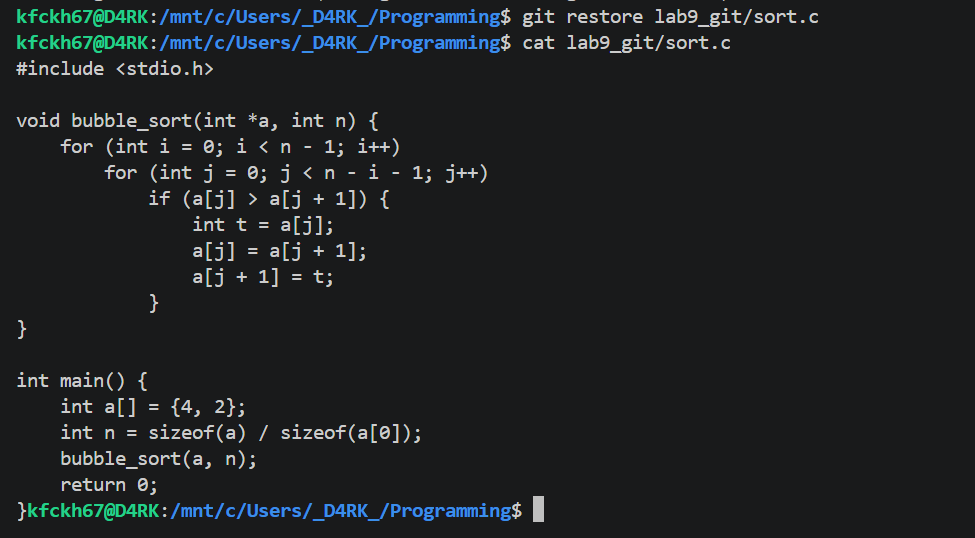 kfckh67@D4RK:/mnt/c/Users/_D4RK_/Programming$ git restore lab9_git/sort.c
kfckh67@D4RK:/mnt/c/Users/_D4RK_/Programming$ cat lab9_git/sort.c
#include <stdio.h>

void bubble_sort(int *a, int n) {
    for (int i = 0; i < n - 1; i++)
        for (int j = 0; j < n - i - 1; j++)
            if (a[j] > a[j + 1]) {
                int t = a[j];
                a[j] = a[j + 1];
                a[j + 1] = t;
            }
}

int main() {
    int a[] = {4, 2};
    int n = sizeof(a) / sizeof(a[0]);
    bubble_sort(a, n);
    return 0;
}kfckh67@D4RK:/mnt/c/Users/_D4RK_/Programming$